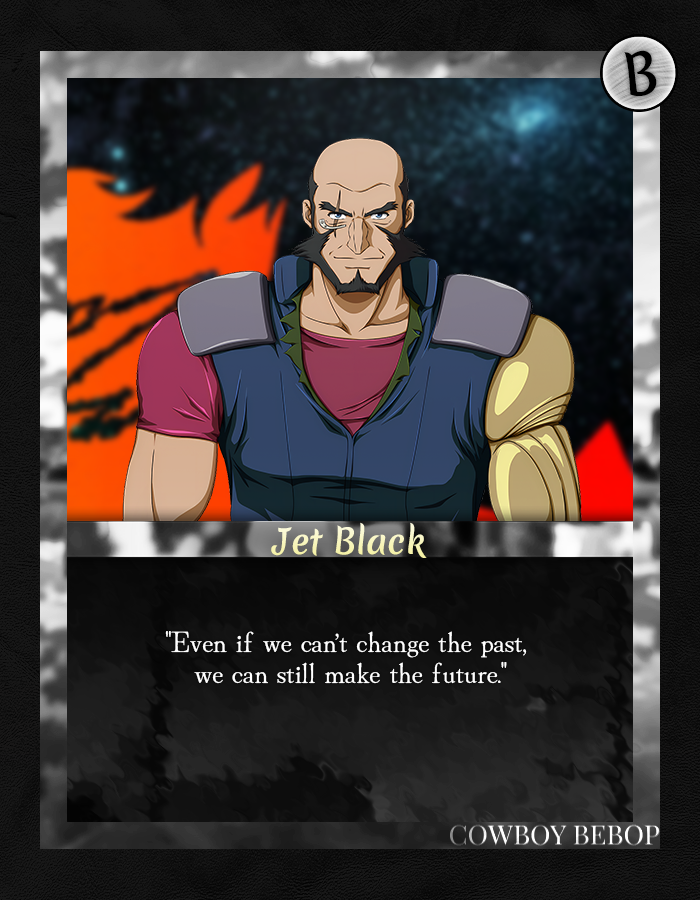 B
Jet Black
"Even if we can't change the past,
we can still make the future."
COWBOY BEBOP